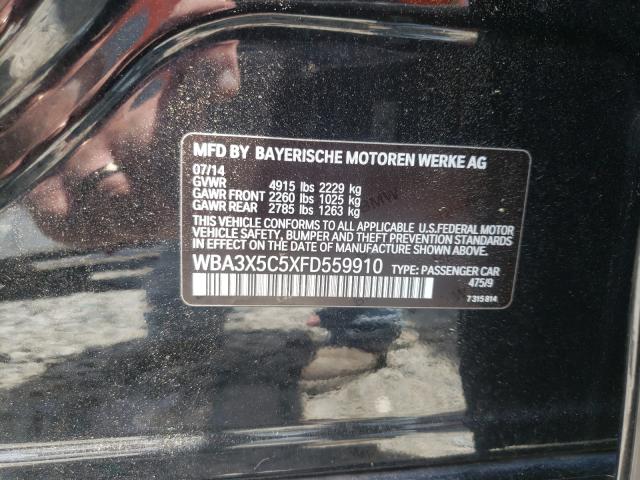 MFD BY BAYERISCHE MOTOREN WERKE AG
07/14
GVWR 4915 lbs 2229 kg
GAWR FRONT 2260 lbs 1025 kg
GAWR REAR 2785 lbs 1263 kg
THIS VEHICLE CONFORMS TO ALL APPLICABLE U.S.FEDERAL MOTOR
VEHICLE SAFETY, BUMPER AND THEFT PREVENTION STANDARDS IN
EFFECT ON THE DATE OF MANUFACTURE SHOWN ABOVE.
WBA3X5C5XFD559910 TYPE: PASSENGER CAR
475/9
7 315 814